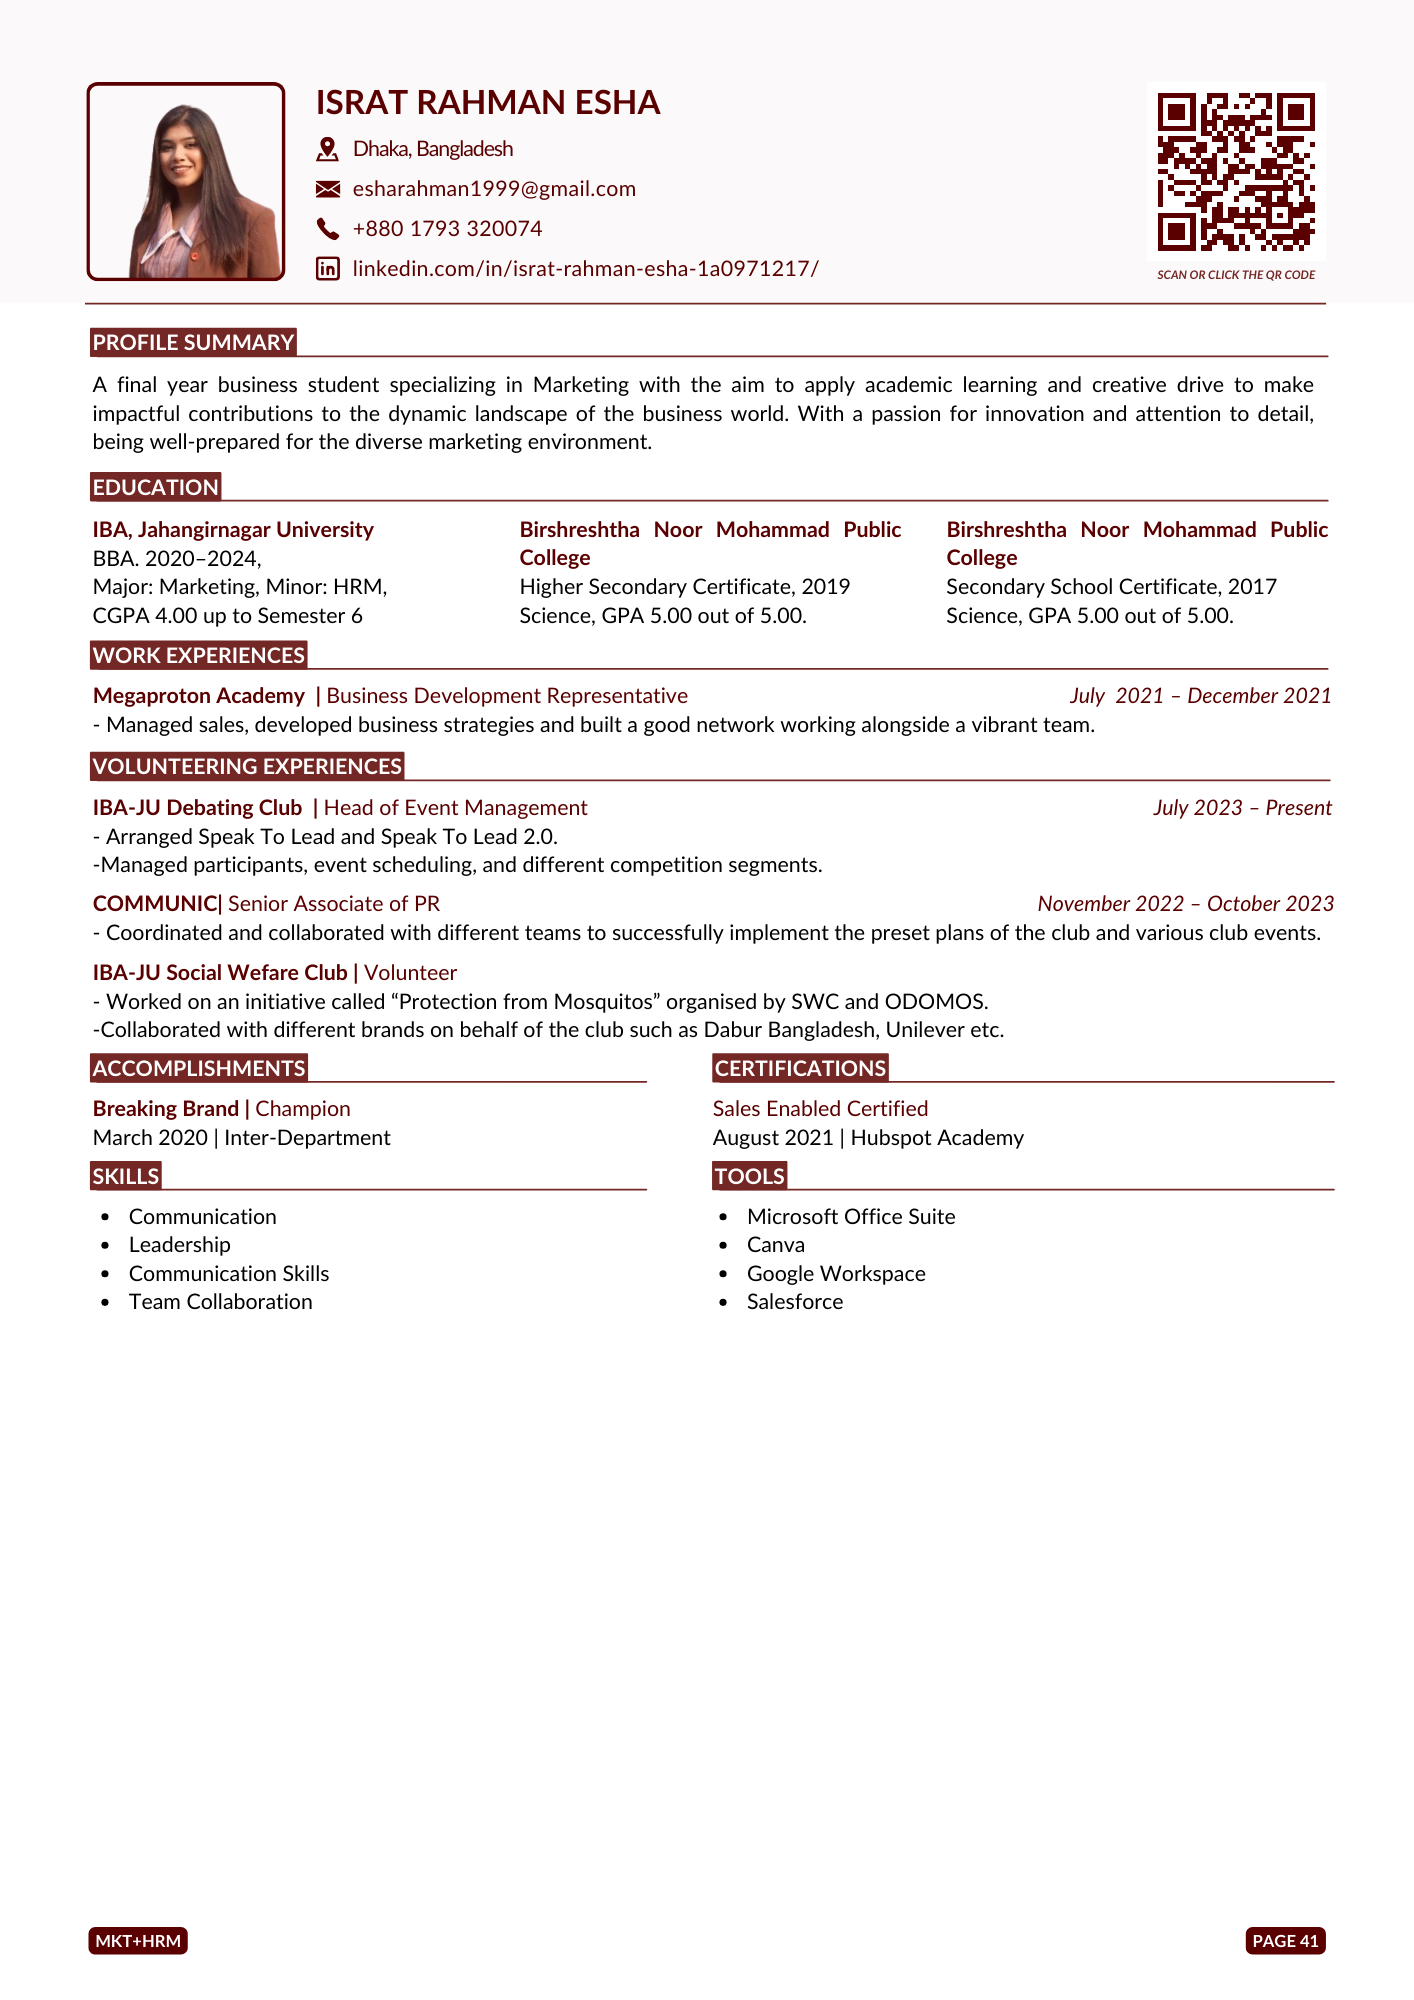 ISRAT RAHMAN ESHA
Dhaka, Bangladesh
esharahman1999@gmail.com
+880 1793 320074
linkedin.com/in/israt-rahman-esha-1a0971217/
SCAN OR CLICK THE QR CODE
PROFILE SUMMARY
A final year business student specializing in Marketing with the aim to apply academic learning and creative drive to make
impactful contributions to the dynamic landscape of the business world. With a passion for innovation and attention to detail,
being well-prepared for the diverse marketing environment.
EDUCATION
IBA, Jahangirnagar University
BBA. 2020–2024,
Major: Marketing, Minor: HRM,
CGPA 4.00 up to Semester 6
Birshreshtha Noor Mohammad Public
College
Higher Secondary Certificate, 2019
Science, GPA 5.00 out of 5.00.
Birshreshtha Noor Mohammad Public
College
Secondary School Certificate, 2017
Science, GPA 5.00 out of 5.00.
WORK EXPERIENCES
Megaproton Academy | Business Development Representative July 2021 – December 2021
- Managed sales, developed business strategies and built a good network working alongside a vibrant team.
VOLUNTEERING EXPERIENCES
IBA-JU Debating Club | Head of Event Management July 2023 – Present
- Arranged Speak To Lead and Speak To Lead 2.0.
-Managed participants, event scheduling, and different competition segments.
COMMUNIC| Senior Associate of PR November 2022 – October 2023
- Coordinated and collaborated with different teams to successfully implement the preset plans of the club and various club events.
IBA-JU Social Wefare Club | Volunteer
- Worked on an initiative called “Protection from Mosquitos” organised by SWC and ODOMOS.
-Collaborated with different brands on behalf of the club such as Dabur Bangladesh, Unilever etc.
ACCOMPLISHMENTS
Breaking Brand | Champion
March 2020 | Inter-Department
CERTIFICATIONS
Sales Enabled Certified
August 2021 | Hubspot Academy
SKILLS
• Communication
• Leadership
• Communication Skills
• Team Collaboration
TOOLS
• Microsoft Office Suite
• Canva
• Google Workspace
• Salesforce
MKT+HRM
PAGE 41